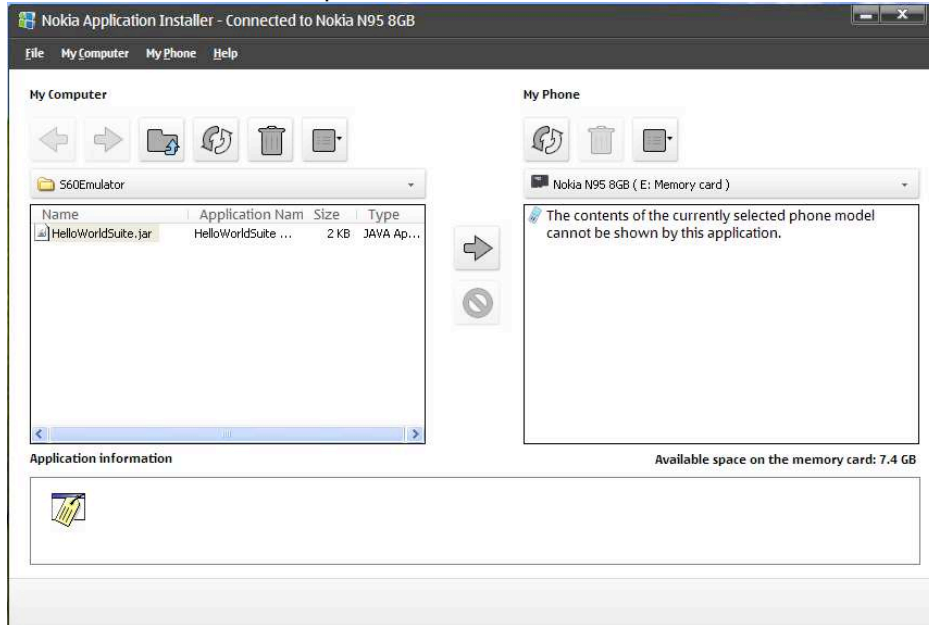 Nokia Application Installer - Connected to Nokia N95 8GB
File My Computer My Phone Help
My Computer
My Phone
S60Emulator
Nokia N95 8GB ( E: Memory card )
Name Application Nam Size Type
HelloWorldSuite.jar HelloWorldSuite ... 2 KB JAVA Ap...
The contents of the currently selected phone model
cannot be shown by this application.
Application information
Available space on the memory card: 7.4 GB